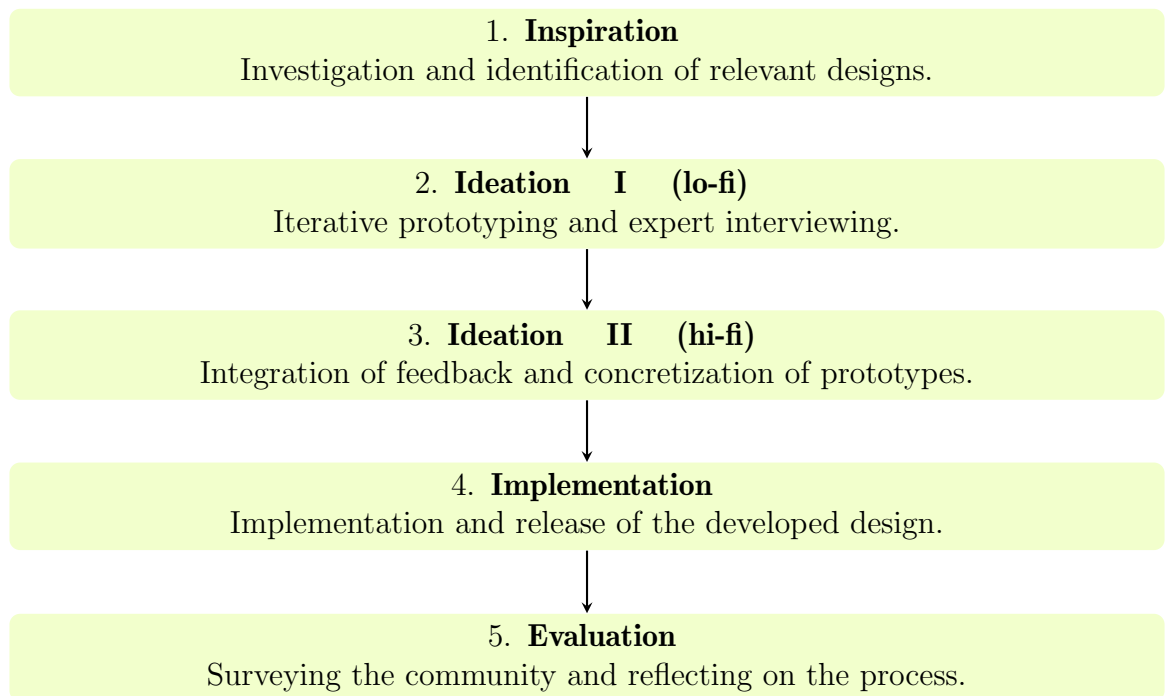 1. Inspiration
Investigation and identification of relevant designs.
2. Ideation I (lo-fi)
Iterative prototyping and expert interviewing.
3. Ideation II (hi-fi)
Integration of feedback and concretization of prototypes.
4. Implementation
Implementation and release of the developed design.
5. Evaluation
Surveying the community and reflecting on the process.